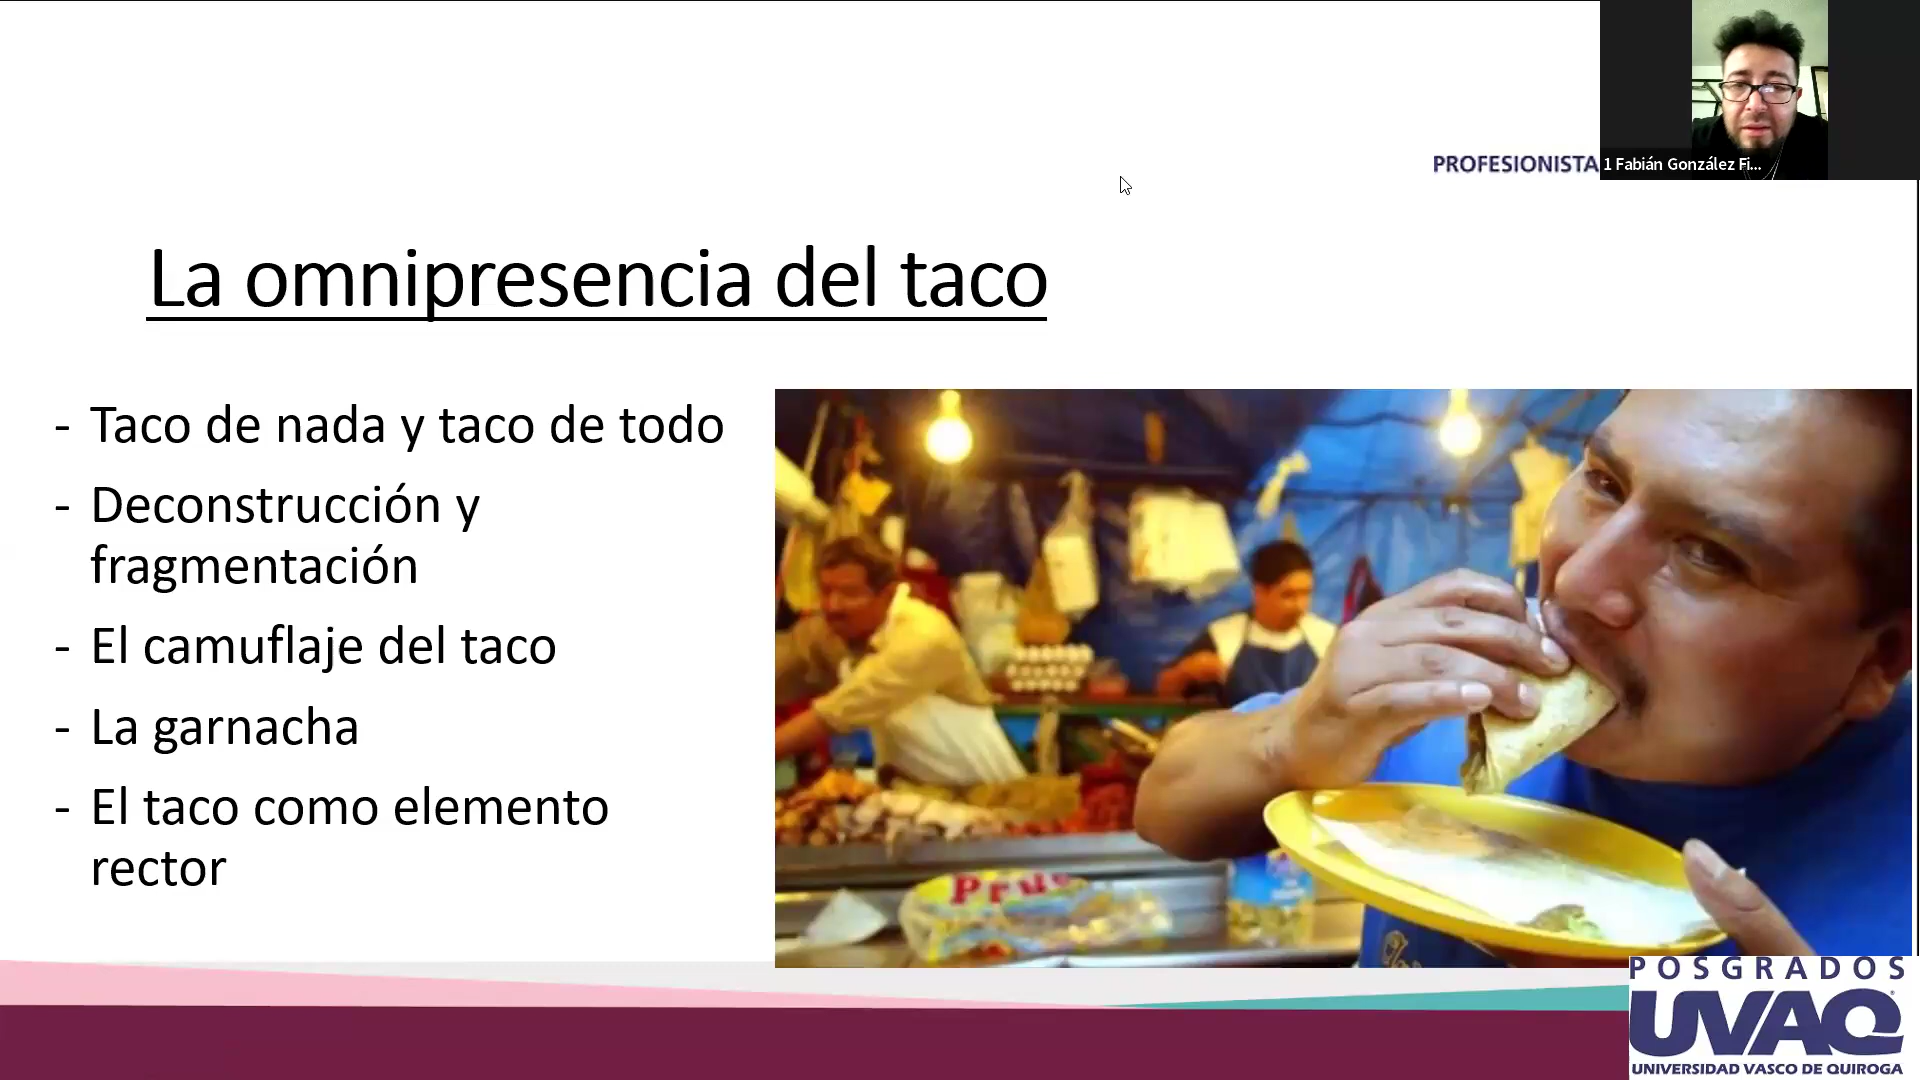 PROFESIONISTA
1 Fabián González Fi...
La omnipresencia del taco
- Taco de nada y taco de todo
- Deconstrucción y
fragmentación
- El camuflaje del taco
- La garnacha
- El taco como elemento
rector
POSGRADOS
UVAQ
UNIVERSIDAD VASCO DE QUIROGA